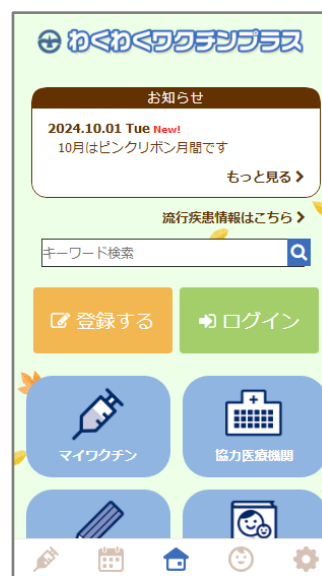 わくわくワクチンプラス
お知らせ
2024.10.01 Tue New!
10月はピンクリボン月間です
もっと見る
流行疾患情報はこちら
キーワード検索
登録する
ログイン
マイワクチン
協力医療機関